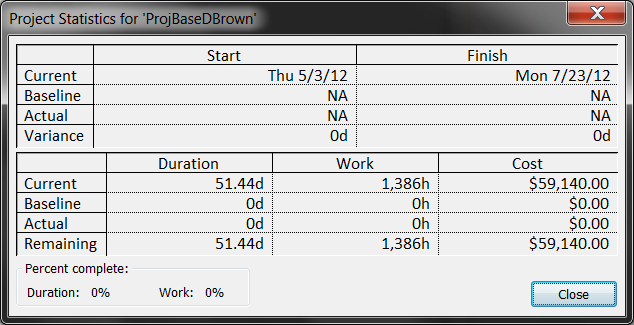 Project Statistics for 'ProjBaseDBrown'
Start Finish
Current Thu 5/3/12 Mon 7/23/12
Baseline NA NA
Actual NA NA
Variance 0d 0d
Duration Work Cost
Current 51.44d 1,386h $59,140.00
Baseline 0d 0h $0.00
Actual 0d 0h $0.00
Remaining 51.44d 1,386h $59,140.00
Percent complete:
Duration: 0% Work: 0%
Close